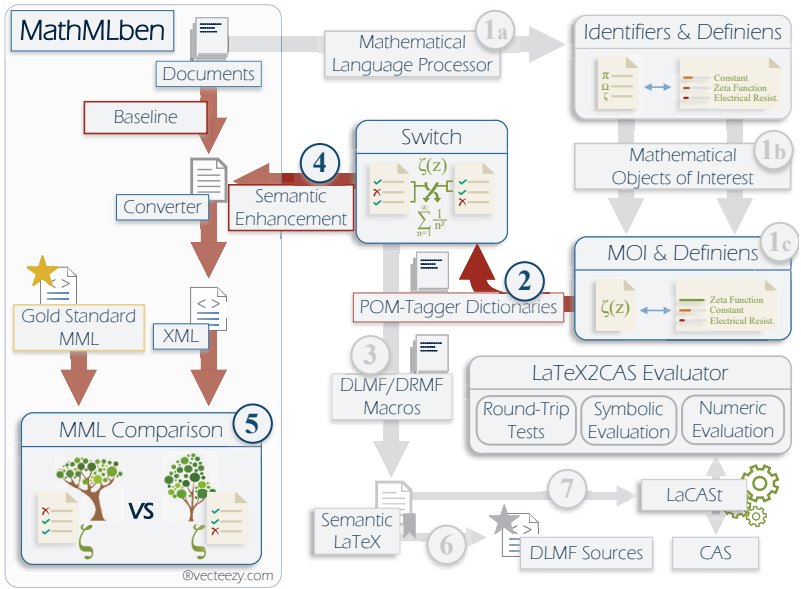 MathMLben
Documents
Baseline
Converter
Gold Standard
MML
XML
MML Comparison
5
vs
®vecteezy.com
Mathematical
Language Processor
1a
Identifiers & Definiens
π
Ω
ζ
Constant
Zeta Function
Electrical Resist.
Mathematical
Objects of Interest
1b
MOI & Definiens
1c
ζ(z)
Zeta Function
Constant
Electrical Resist.
2
POM-Tagger Dictionaries
Switch
ζ(z)
∞
∑ 1/n²
n=1
4
Semantic
Enhancement
3
DLMF/DRMF
Macros
LaTeX2CAS Evaluator
Round-Trip
Tests
Symbolic
Evaluation
Numeric
Evaluation
Semantic
LaTeX
7
LaCASt
6
DLMF Sources
CAS